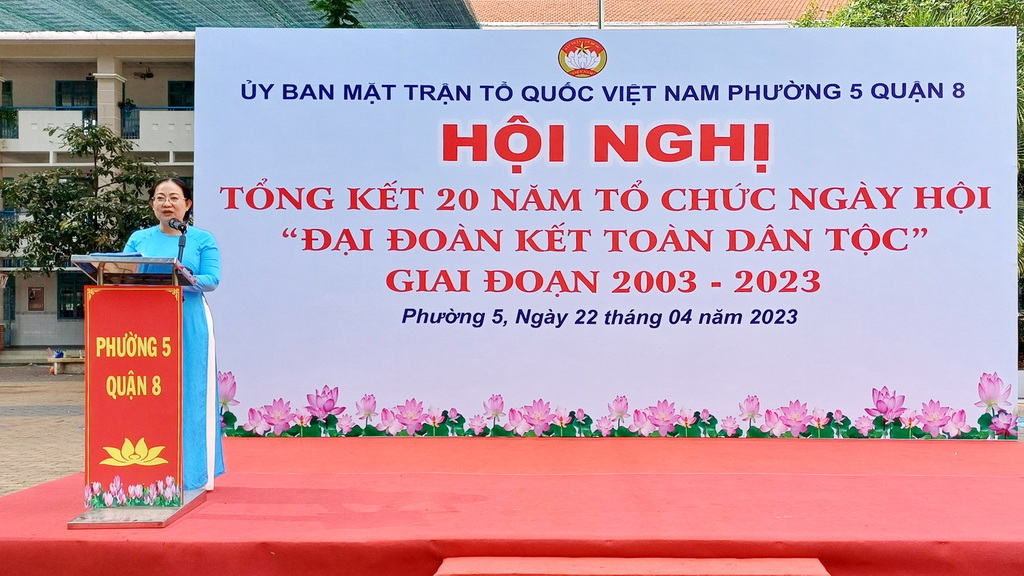 ỦY BAN MẶT TRẬN TỔ QUỐC VIỆT NAM PHƯỜNG 5 QUẬN 8
HỘI NGHỊ
TỔNG KẾT 20 NĂM TỔ CHỨC NGÀY HỘI
“ĐẠI ĐOÀN KẾT TOÀN DÂN TỘC”
GIAI ĐOẠN 2003 - 2023
Phường 5, Ngày 22 tháng 04 năm 2023
PHƯỜNG 5
QUẬN 8